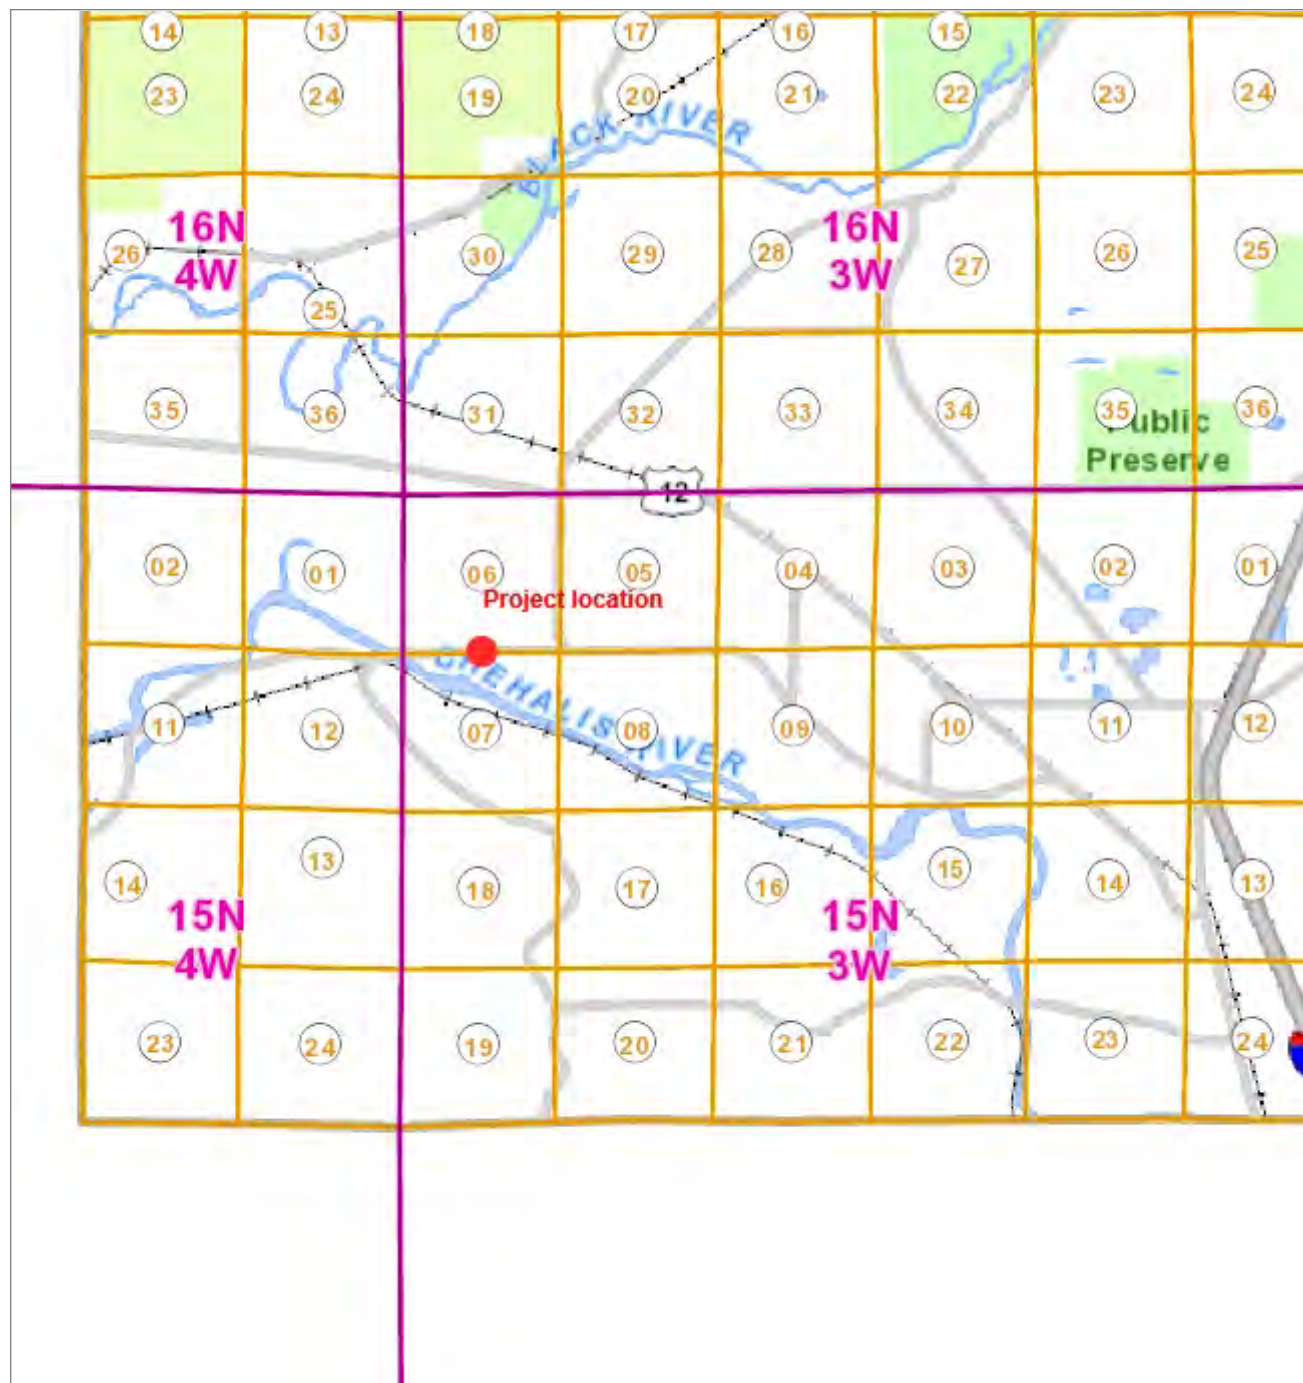 14 13 18 17 16 15
23 24 19 20 21 22 23 24
BLACK RIVER
16N
4W
16N
3W
26 30 29 28 27 26 25
25
35 36 31 32 33 34 35 36
Public
Preserve
12
02 01 06 05 04 03 02 01
Project location
CHEHALIS RIVER
11 12 07 08 09 10 11 12
14 13 18 17 16 15 14 13
15N
4W
15N
3W
23 24 19 20 21 22 23 24